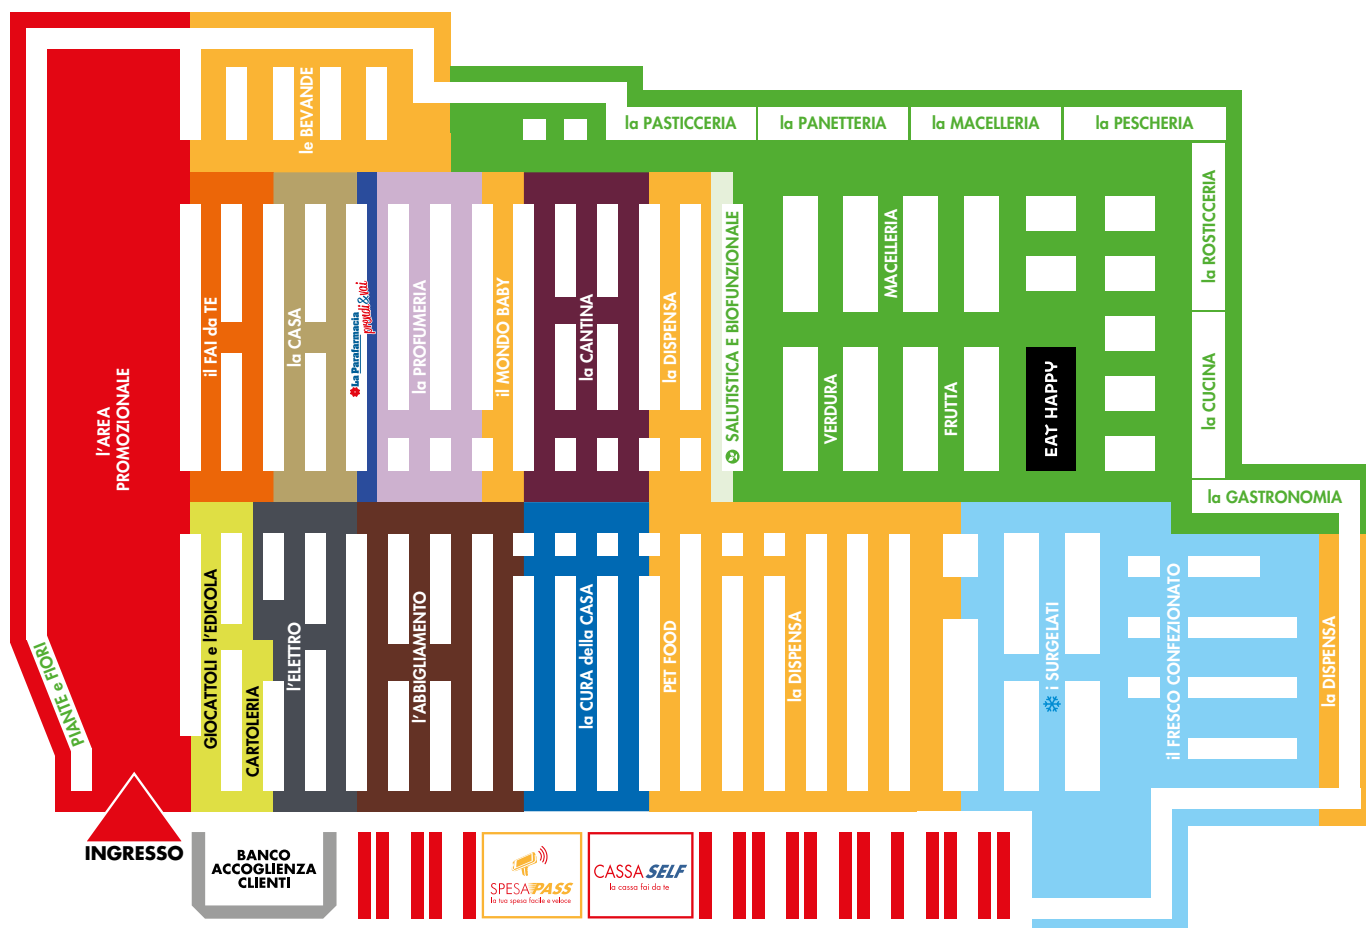 le BEVANDE
la PASTICCERIA
la PANETTERIA
la MACELLERIA
la PESCHERIA
la ROSTICCERIA
la CUCINA
la GASTRONOMIA
l'AREA
PROMOZIONALE
il FAI da TE
la CASA
La Parafarmacia
prendi&vai
la PROFUMERIA
il MONDO BABY
la CANTINA
la DISPENSA
SALUTISTICA E BIOFUNZIONALE
MACELLERIA
VERDURA
FRUTTA
EAT HAPPY
PIANTE e FIORI
GIOCATTOLI e l'EDICOLA
CARTOLERIA
l'ELETTRO
l'ABBIGLIAMENTO
la CURA della CASA
PET FOOD
la DISPENSA
i SURGELATI
il FRESCO CONFEZIONATO
la DISPENSA
INGRESSO
BANCO
ACCOGLIENZA
CLIENTI
SPESAPASS
la tua spesa facile e veloce
CASSA SELF
la cassa fai da te